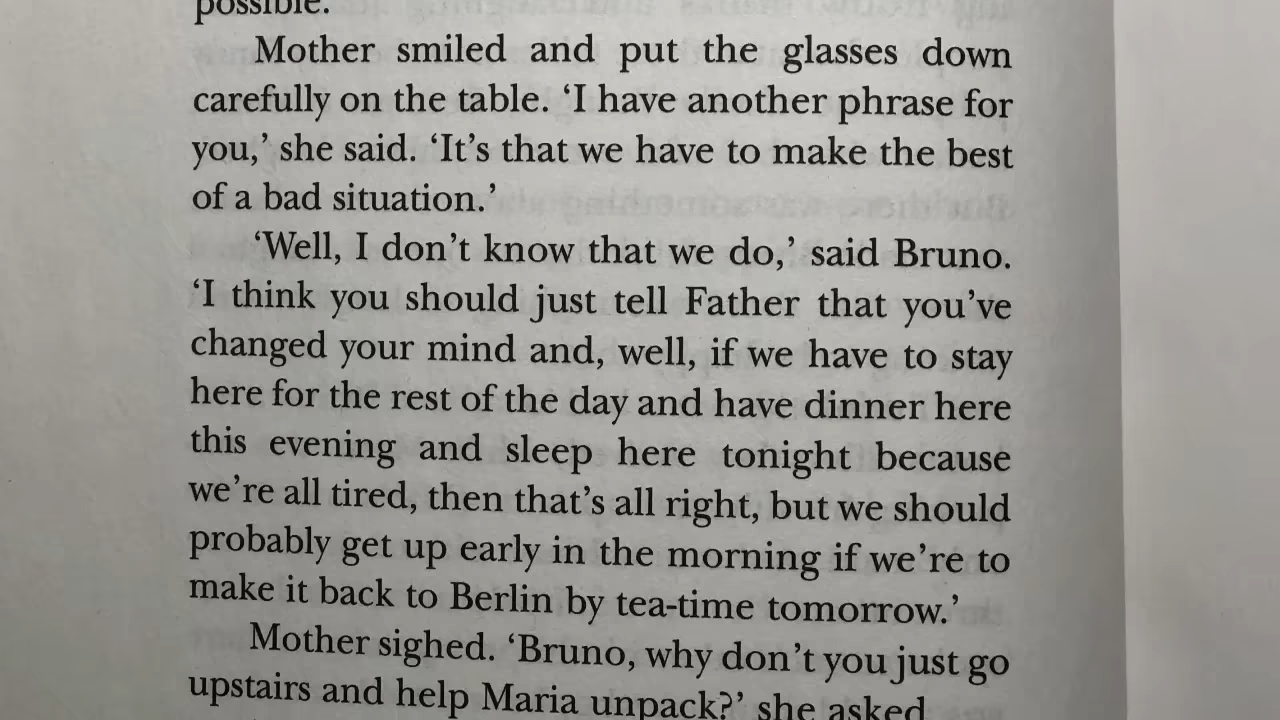 possible.
Mother smiled and put the glasses down
carefully on the table. ‘I have another phrase for
you,’ she said. ‘It’s that we have to make the best
of a bad situation.’
‘Well, I don’t know that we do,’ said Bruno.
‘I think you should just tell Father that you’ve
changed your mind and, well, if we have to stay
here for the rest of the day and have dinner here
this evening and sleep here tonight because
we’re all tired, then that’s all right, but we should
probably get up early in the morning if we’re to
make it back to Berlin by tea-time tomorrow.’
Mother sighed. ‘Bruno, why don’t you just go
upstairs and help Maria unpack?’ she asked